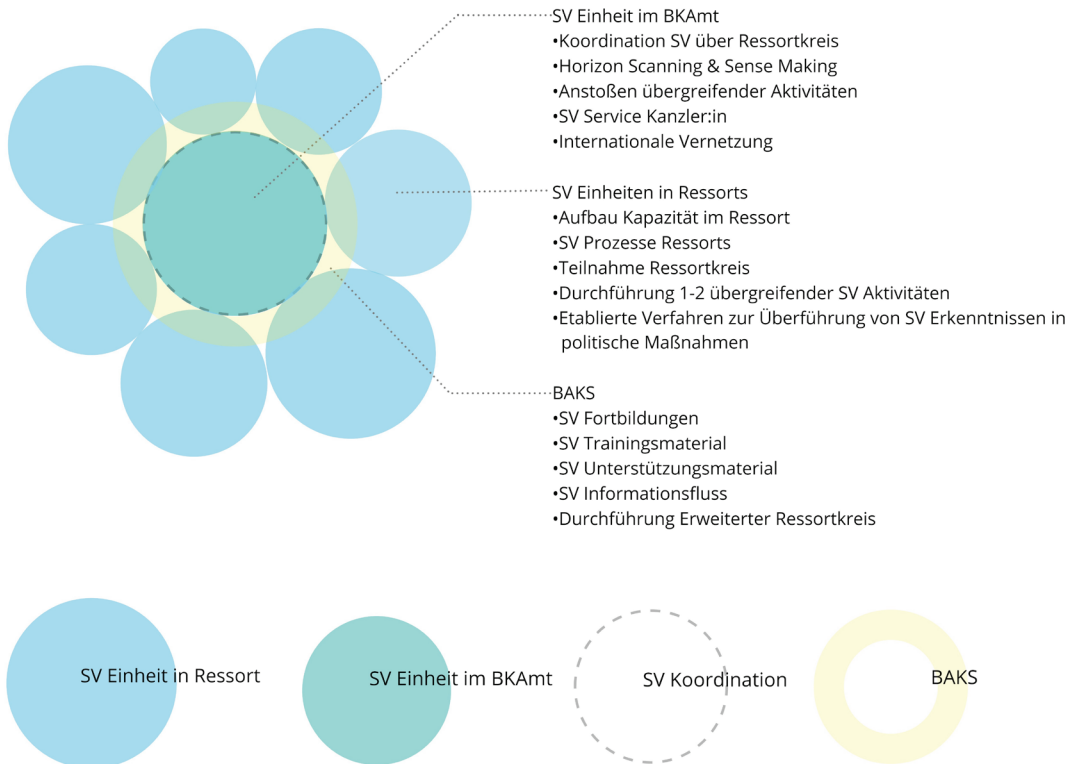 SV Einheit im BKAmt
•Koordination SV über Ressortkreis
•Horizon Scanning & Sense Making
•Anstoßen übergreifender Aktivitäten
•SV Service Kanzler:in
•Internationale Vernetzung
SV Einheiten in Ressorts
•Aufbau Kapazität im Ressort
•SV Prozesse Ressorts
•Teilnahme Ressortkreis
•Durchführung 1-2 übergreifender SV Aktivitäten
•Etablierte Verfahren zur Überführung von SV Erkenntnissen in
politische Maßnahmen
BAKS
•SV Fortbildungen
•SV Trainingsmaterial
•SV Unterstützungsmaterial
•SV Informationsfluss
•Durchführung Erweiterter Ressortkreis
SV Einheit in Ressort
SV Einheit im BKAmt
SV Koordination
BAKS